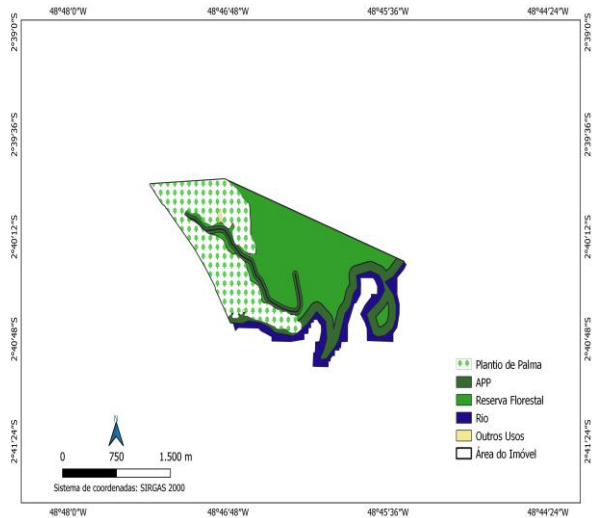 48°48'0"W 48°46'48"W 48°45'36"W 48°44'24"W
2°39'0"S 2°39'0"S
2°39'36"S 2°39'36"S
2°40'12"S 2°40'12"S
2°40'48"S 2°40'48"S
2°41'24"S 2°41'24"S
Plantio de Palma
APP
Reserva Florestal
Rio
Outros Usos
Área do Imóvel
N
0 750 1.500 m
Sistema de coordenadas: SIRGAS 2000
48°48'0"W 48°46'48"W 48°45'36"W 48°44'24"W